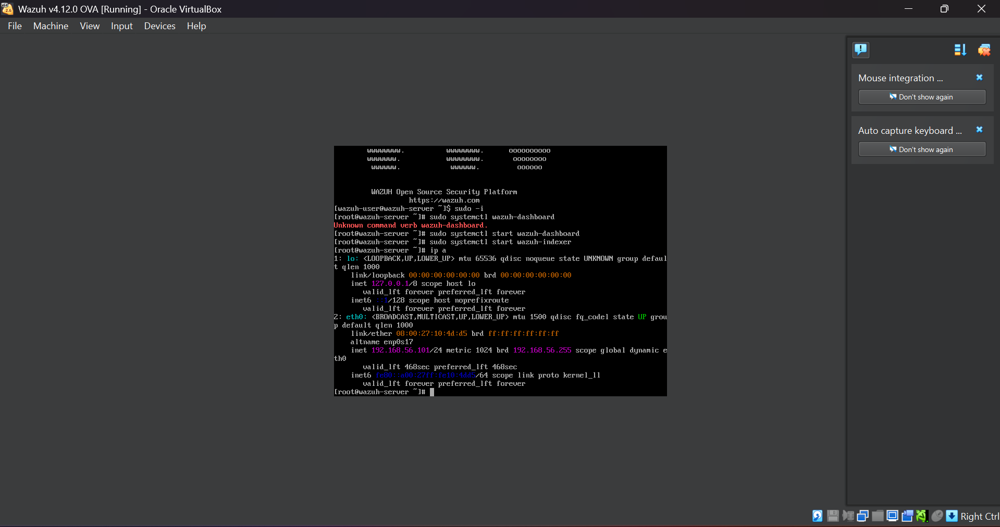 Wazuh v4.12.0 OVA [Running] - Oracle VirtualBox
File Machine View Input Devices Help
Mouse integration ...
Don't show again
Auto capture keyboard ...
Don't show again
wwwwwwww. wwwwwwww. oooooooooo
wwwwwww. wwwwwwww. oooooooo
wwwwwww. wwwwww. oooooo
WAZUH Open Source Security Platform
https://wazuh.com
[wazuh-user@wazuh-server ~]$ sudo -i
[root@wazuh-server ~]# sudo systemctl wazuh-dashboard
Unknown command verb wazuh-dashboard.
[root@wazuh-server ~]# sudo systemctl start wazuh-dashboard
[root@wazuh-server ~]# sudo systemctl start wazuh-indexer
[root@wazuh-server ~]# ip a
1: lo: <LOOPBACK,UP,LOWER_UP> mtu 65536 qdisc noqueue state UNKNOWN group defaul
t qlen 1000
link/loopback 00:00:00:00:00:00 brd 00:00:00:00:00:00
inet 127.0.0.1/8 scope host lo
valid_lft forever preferred_lft forever
inet6 ::1/128 scope host noprefixroute
valid_lft forever preferred_lft forever
2: eth0: <BROADCAST,MULTICAST,UP,LOWER_UP> mtu 1500 qdisc fq_codel state UP grou
p default qlen 1000
link/ether 08:00:27:10:4d:d5 brd ff:ff:ff:ff:ff:ff
altname enp0s17
inet 192.168.56.101/24 metric 1024 brd 192.168.56.255 scope global dynamic e
th0
valid_lft 468sec preferred_lft 468sec
inet6 fe80::a00:27ff:fe10:4dd5/64 scope link proto kernel_ll
valid_lft forever preferred_lft forever
[root@wazuh-server ~]#
Right Ctrl